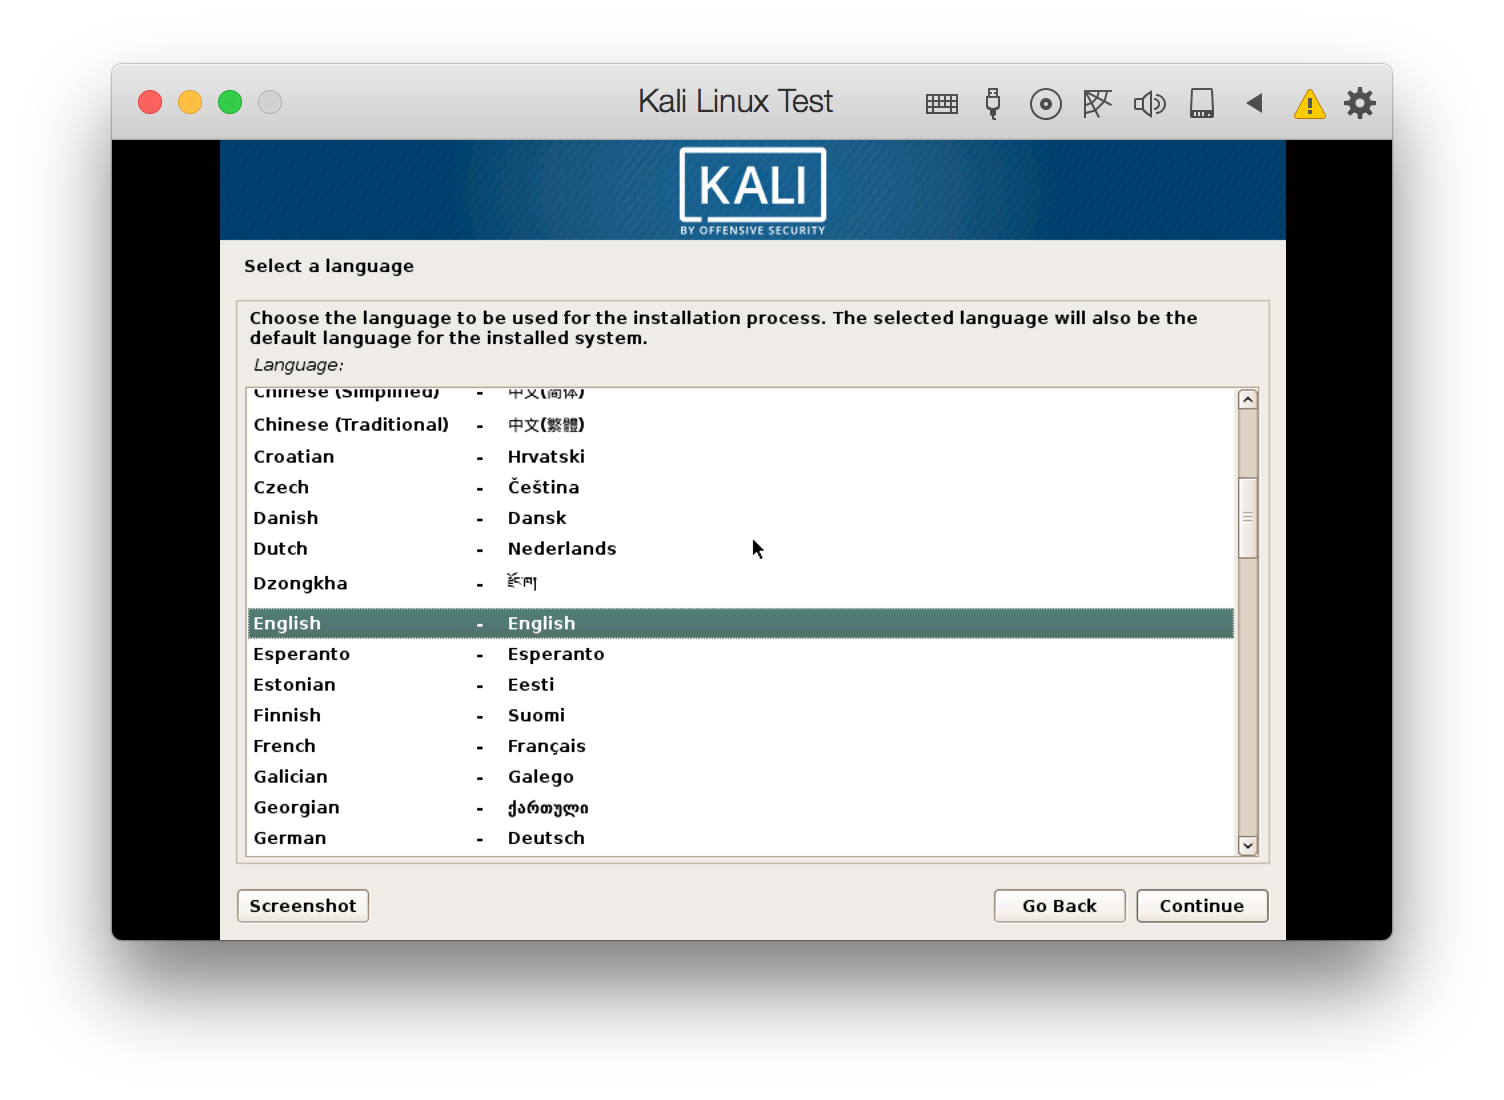 Kali Linux Test
KALI
BY OFFENSIVE SECURITY
Select a language
Choose the language to be used for the installation process. The selected language will also be the
default language for the installed system.
Language:
Chinese (Simplified) - 中文(简体)
Chinese (Traditional) - 中文(繁體)
Croatian - Hrvatski
Czech - Čeština
Danish - Dansk
Dutch - Nederlands
Dzongkha - རྫོང་ཁ།
English - English
Esperanto - Esperanto
Estonian - Eesti
Finnish - Suomi
French - Français
Galician - Galego
Georgian - ქართული
German - Deutsch
Screenshot Go Back Continue